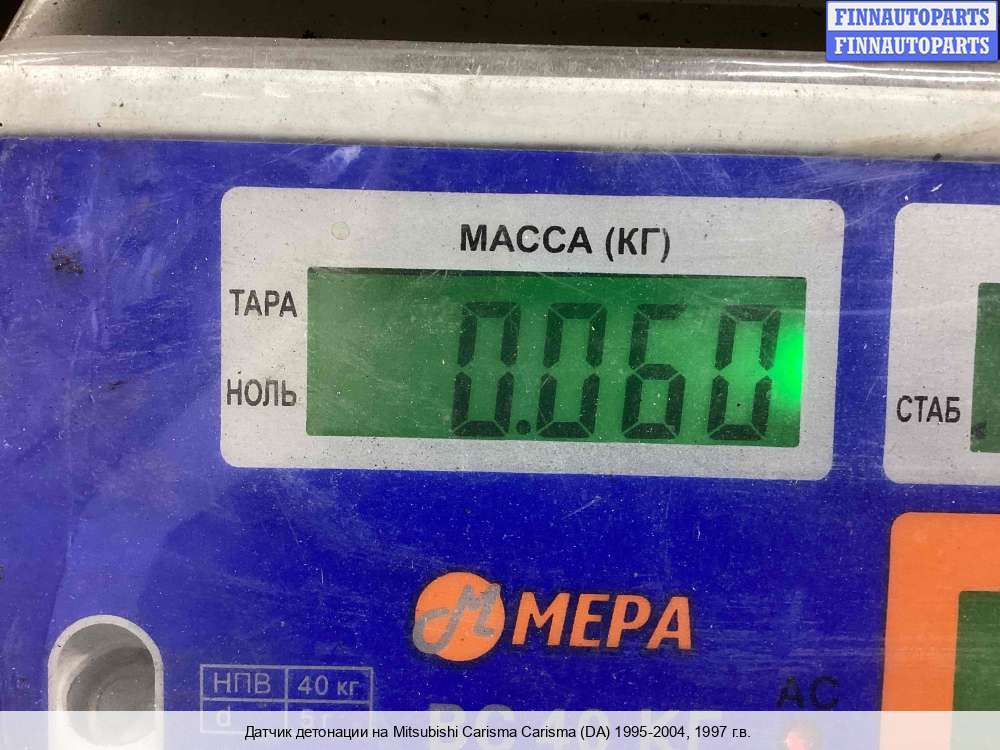 FINNAUTOPARTS
FINNAUTOPARTS
МАССА (КГ)
ТАРА
0.060
НОЛЬ
СТАБ
МЕРА
НПВ 40 кг
d 5 г
AC
Датчик детонации на Mitsubishi Carisma Carisma (DA) 1995-2004, 1997 г.в.